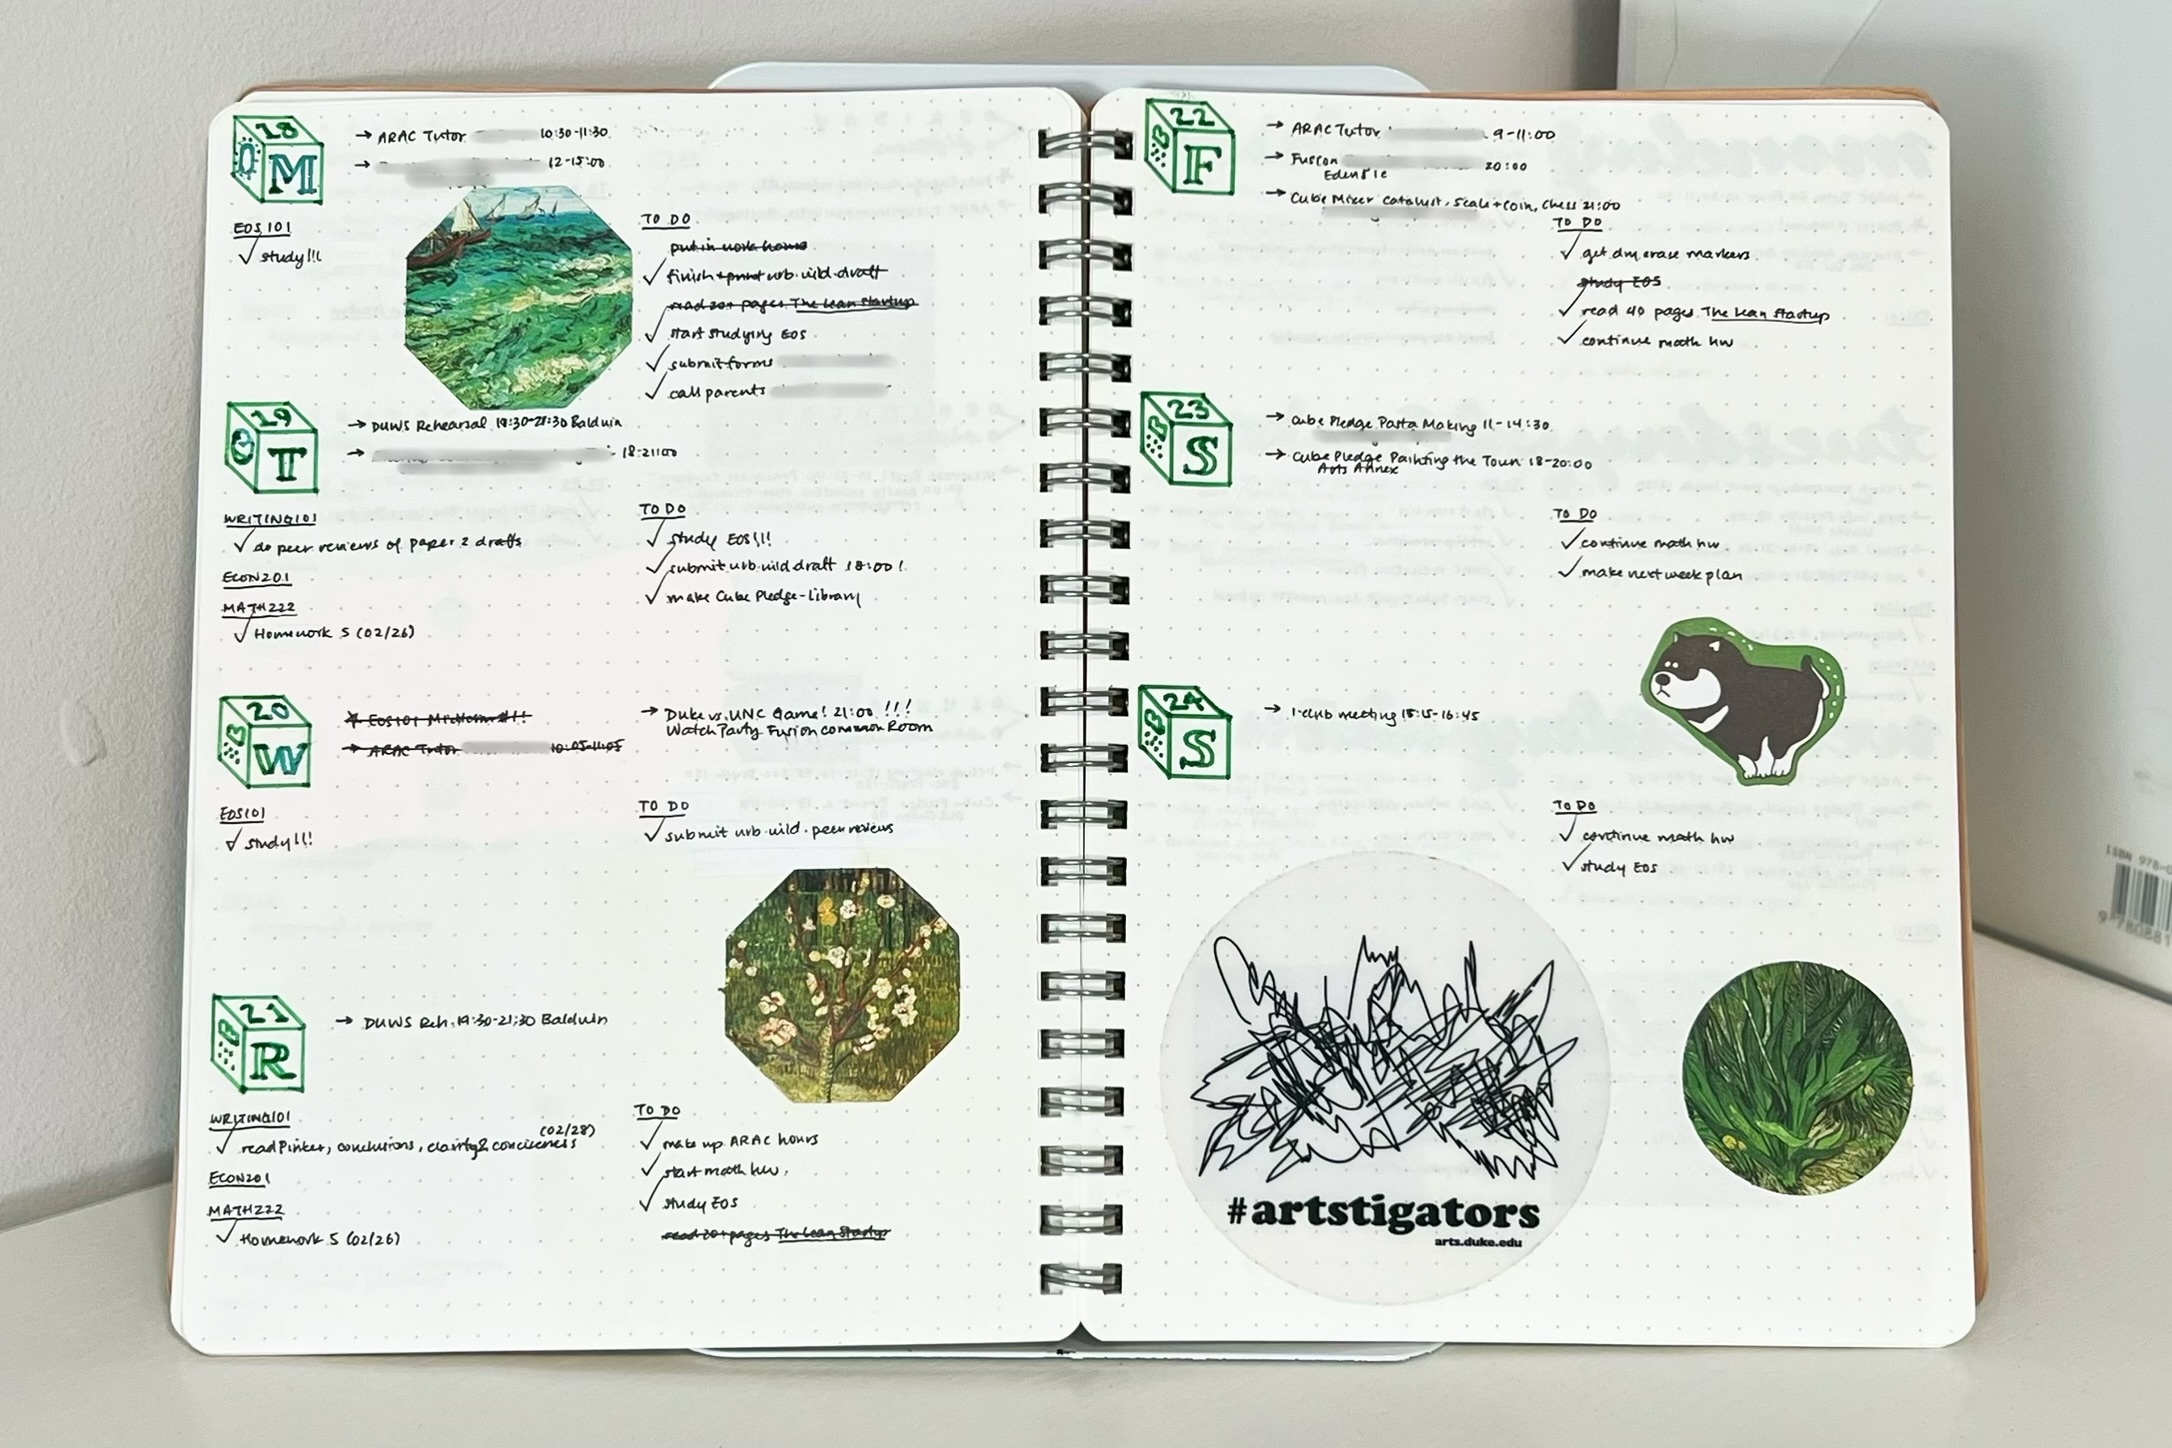 18
M
→ ARAC Tutor 10:30-11:30
→ 12-15:00
EOS101
✓ study!!!
TO DO
put in work hours
✓ finish + print urb.wild.draft
read 20+ pages The Lean Startup
✓ start studying EOS
✓ submit forms
✓ call parents
19
T
→ DUWS Rehearsal 19:30-21:30 Baldwin
→ 18-21:00
WRITING101
✓ do peer reviews of paper 2 drafts
ECON201
MATH222
✓ Homework 5 (02/26)
TO DO
✓ study EOS!!!
✓ submit urb.wild draft 18:00!
✓ make Cube Pledge-Library
20
W
EOS101 Midterm #1!!
→ ARAC Tutor 10:05-11:05
→ Duke vs. UNC Game! 21:00 !!!
Watch Party Fusion common Room
EOS101
✓ study!!!
TO DO
✓ submit urb.wild. peer reviews
21
R
→ DUWS Reh. 19:30-21:30 Baldwin
WRITING101
(02/28)
✓ read Pinker, conclusions, clarity & conciceness
ECON201
MATH222
✓ Homework 5 (02/26)
TO DO
✓ make up ARAC hours
✓ start math hw.
✓ study EOS
read 20+ pages The Lean Startup
22
F
→ ARAC Tutor 9-11:00
→ Fusion 20:00
Edens 1C
→ Cube Mixer Catalyst, Scale + Coin, Chess 21:00
TO DO
✓ get dry erase markers
study EOS
✓ read 40 pages The Lean Startup
✓ continue math hw
23
S
→ Cube Pledge Pasta Making 11-14:30
→ Cube Pledge Painting the Town 18-20:00
Arts Annex
TO DO
✓ continue math hw
✓ make next week plan
24
S
→ I-club meeting 15:15-16:45
TO DO
✓ continue math hw
✓ study EOS
#artstigators
arts.duke.edu
ISBN 978-0